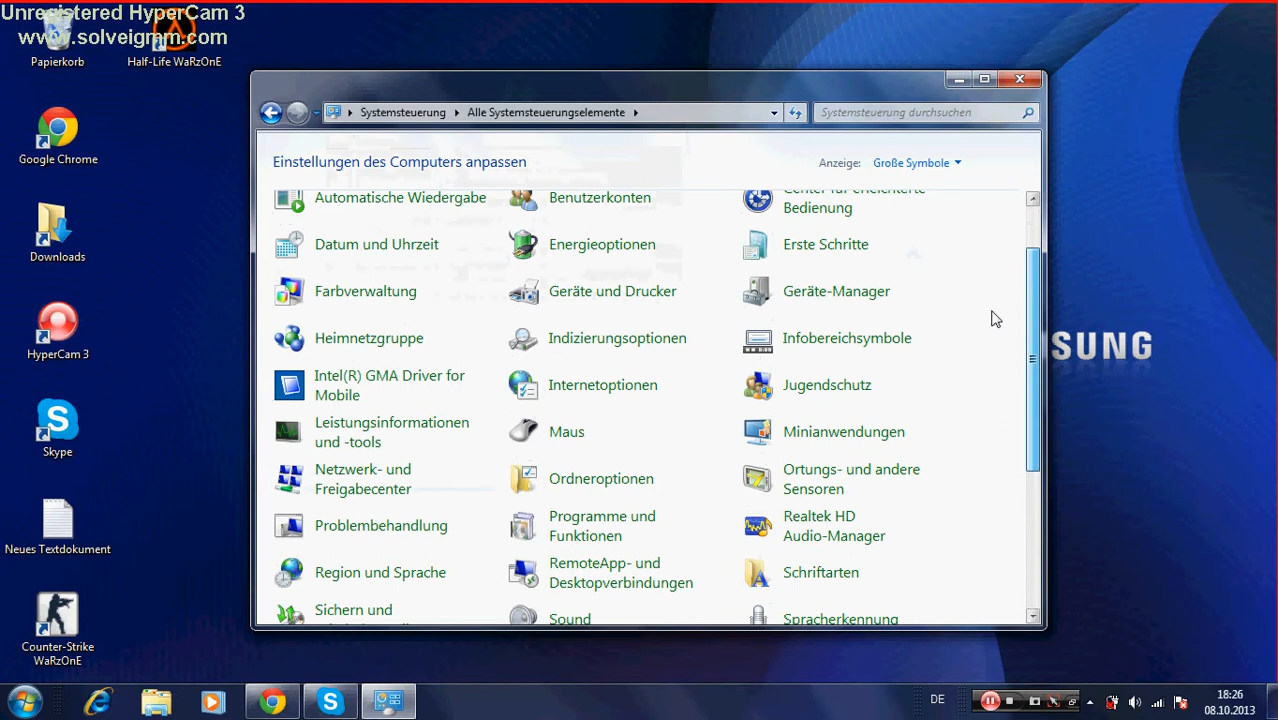 Unregistered HyperCam 3
www.solveigmm.com
Papierkorb
Half-Life WaRzOnE
Google Chrome
Downloads
HyperCam 3
Skype
Neues Textdokument
Counter-Strike
WaRzOnE
Systemsteuerung
Alle Systemsteuerungselemente
Systemsteuerung durchsuchen
Einstellungen des Computers anpassen
Anzeige:
Große Symbole
Automatische Wiedergabe
Benutzerkonten
Center für erleichterte
Bedienung
Datum und Uhrzeit
Energieoptionen
Erste Schritte
Farbverwaltung
Geräte und Drucker
Geräte-Manager
Heimnetzgruppe
Indizierungsoptionen
Infobereichsymbole
Intel(R) GMA Driver for
Mobile
Internetoptionen
Jugendschutz
Leistungsinformationen
und -tools
Maus
Minianwendungen
Netzwerk- und
Freigabecenter
Ordneroptionen
Ortungs- und andere
Sensoren
Problembehandlung
Programme und
Funktionen
Realtek HD
Audio-Manager
Region und Sprache
RemoteApp- und
Desktopverbindungen
Schriftarten
Sichern und
Sound
Spracherkennung
SUNG
DE
18:26
08.10.2013